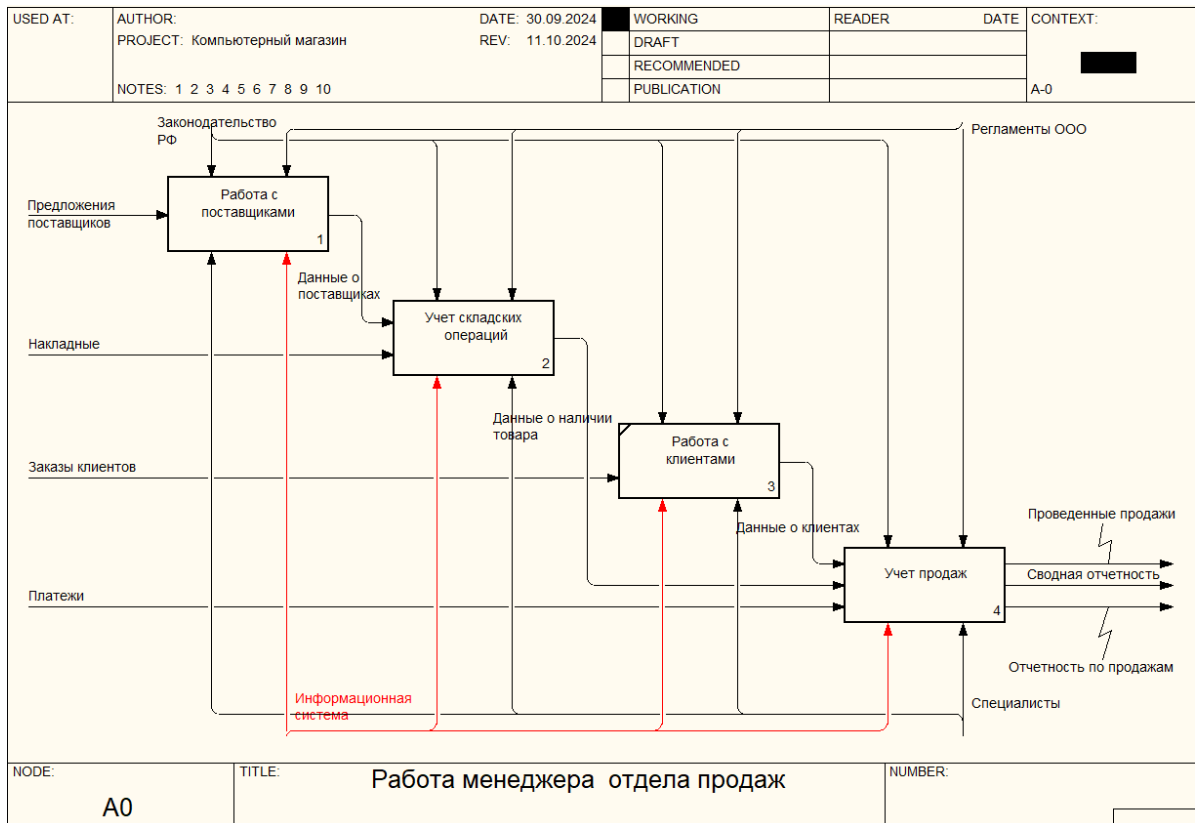 USED AT:
AUTHOR:
DATE: 30.09.2024
WORKING
READER
DATE
CONTEXT:
PROJECT: Компьютерный магазин
REV: 11.10.2024
DRAFT
RECOMMENDED
NOTES: 1 2 3 4 5 6 7 8 9 10
PUBLICATION
A-0
Законодательство
РФ
Регламенты ООО
Предложения
поставщиков
Работа с
поставщиками
1
Данные о
поставщиках
Накладные
Учет складских
операций
2
Данные о наличии
товара
Заказы клиентов
Работа с
клиентами
3
Данные о клиентах
Проведенные продажи
Платежи
Учет продаж
4
Сводная отчетность
Отчетность по продажам
Информационная
система
Специалисты
NODE:
A0
TITLE:
Работа менеджера отдела продаж
NUMBER: